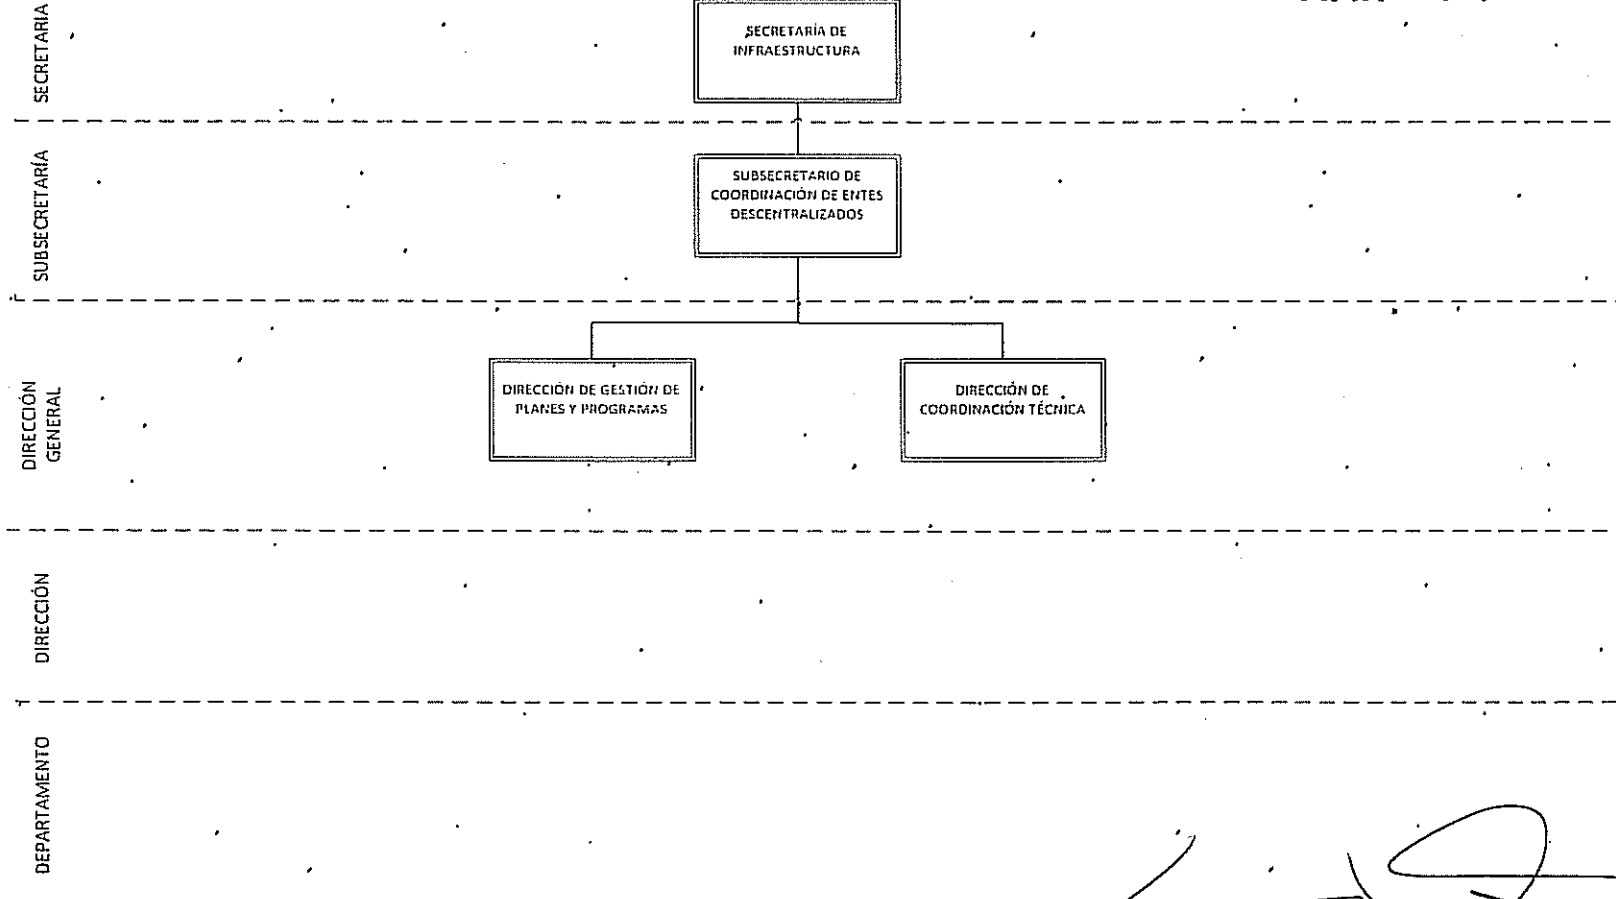 SECRETARIA
SECRETARÍA DE
INFRAESTRUCTURA
SUBSECRETARÍA
SUBSECRETARIO DE
COORDINACIÓN DE ENTES
DESCENTRALIZADOS
DIRECCIÓN
GENERAL
DIRECCIÓN DE GESTIÓN DE
PLANES Y PROGRAMAS
DIRECCIÓN DE
COORDINACIÓN TÉCNICA
DIRECCIÓN
DEPARTAMENTO